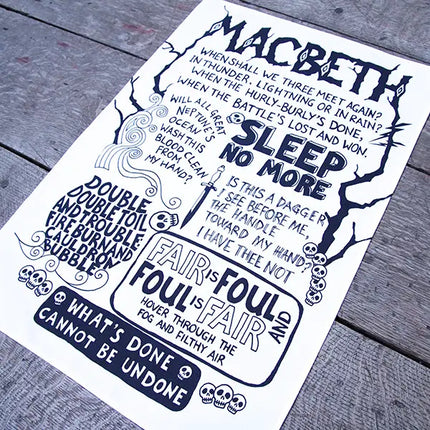 MACBETH
WHEN SHALL WE THREE MEET AGAIN?
IN THUNDER, LIGHTNING OR IN RAIN?
WHEN THE HURLY-BURLY'S DONE,
WHEN THE BATTLE'S LOST AND WON.
WILL ALL GREAT
NEPTUNE'S
OCEAN
WASH THIS
BLOOD CLEAN
FROM
MY HAND?
SLEEP
NO MORE
IS THIS A DAGGER
I SEE BEFORE ME,
THE HANDLE
TOWARD MY HAND?
I HAVE THEE NOT
DOUBLE,
DOUBLE TOIL
AND TROUBLE:
FIRE BURN AND
CAULDRON
BUBBLE
FAIR IS FOUL
AND
FOUL IS FAIR
HOVER THROUGH THE
FOG AND FILTHY AIR
WHAT'S DONE
CANNOT BE UNDONE